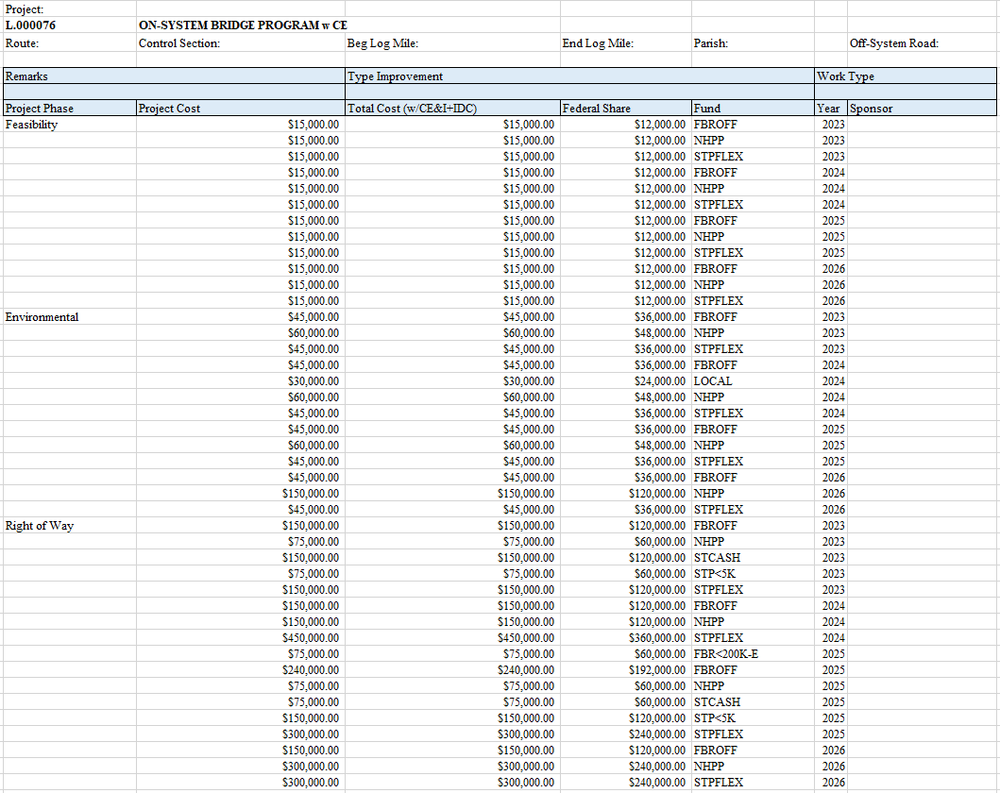 Project:
L.000076 ON-SYSTEM BRIDGE PROGRAM w CE
Route: Control Section: Beg Log Mile: End Log Mile: Parish: Off-System Road:
Remarks Type Improvement Work Type
Project Phase Project Cost Total Cost (w/CE&I+IDC) Federal Share Fund Year Sponsor
Feasibility $15,000.00 $15,000.00 $12,000.00 FBROFF 2023
$15,000.00 $15,000.00 $12,000.00 NHPP 2023
$15,000.00 $15,000.00 $12,000.00 STPFLEX 2023
$15,000.00 $15,000.00 $12,000.00 FBROFF 2024
$15,000.00 $15,000.00 $12,000.00 NHPP 2024
$15,000.00 $15,000.00 $12,000.00 STPFLEX 2024
$15,000.00 $15,000.00 $12,000.00 FBROFF 2025
$15,000.00 $15,000.00 $12,000.00 NHPP 2025
$15,000.00 $15,000.00 $12,000.00 STPFLEX 2025
$15,000.00 $15,000.00 $12,000.00 FBROFF 2026
$15,000.00 $15,000.00 $12,000.00 NHPP 2026
$15,000.00 $15,000.00 $12,000.00 STPFLEX 2026
Environmental $45,000.00 $45,000.00 $36,000.00 FBROFF 2023
$60,000.00 $60,000.00 $48,000.00 NHPP 2023
$45,000.00 $45,000.00 $36,000.00 STPFLEX 2023
$45,000.00 $45,000.00 $36,000.00 FBROFF 2024
$30,000.00 $30,000.00 $24,000.00 LOCAL 2024
$60,000.00 $60,000.00 $48,000.00 NHPP 2024
$45,000.00 $45,000.00 $36,000.00 STPFLEX 2024
$45,000.00 $45,000.00 $36,000.00 FBROFF 2025
$60,000.00 $60,000.00 $48,000.00 NHPP 2025
$45,000.00 $45,000.00 $36,000.00 STPFLEX 2025
$45,000.00 $45,000.00 $36,000.00 FBROFF 2026
$150,000.00 $150,000.00 $120,000.00 NHPP 2026
$45,000.00 $45,000.00 $36,000.00 STPFLEX 2026
Right of Way $150,000.00 $150,000.00 $120,000.00 FBROFF 2023
$75,000.00 $75,000.00 $60,000.00 NHPP 2023
$150,000.00 $150,000.00 $120,000.00 STCASH 2023
$75,000.00 $75,000.00 $60,000.00 STP<5K 2023
$150,000.00 $150,000.00 $120,000.00 STPFLEX 2023
$150,000.00 $150,000.00 $120,000.00 FBROFF 2024
$150,000.00 $150,000.00 $120,000.00 NHPP 2024
$450,000.00 $450,000.00 $360,000.00 STPFLEX 2024
$75,000.00 $75,000.00 $60,000.00 FBR<200K-E 2025
$240,000.00 $240,000.00 $192,000.00 FBROFF 2025
$75,000.00 $75,000.00 $60,000.00 NHPP 2025
$75,000.00 $75,000.00 $60,000.00 STCASH 2025
$150,000.00 $150,000.00 $120,000.00 STP<5K 2025
$300,000.00 $300,000.00 $240,000.00 STPFLEX 2025
$150,000.00 $150,000.00 $120,000.00 FBROFF 2026
$300,000.00 $300,000.00 $240,000.00 NHPP 2026
$300,000.00 $300,000.00 $240,000.00 STPFLEX 2026